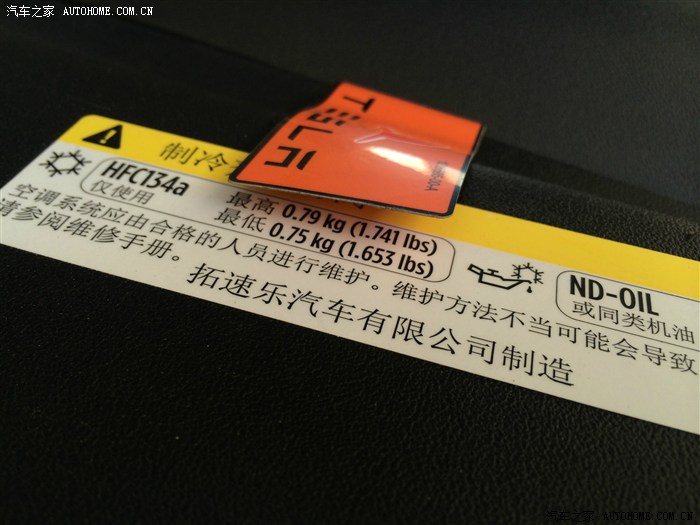 汽车之家 AUTOHOME.COM.CN
TESLA
制冷
HFC134a
仅使用
最高 0.79 kg (1.741 lbs)
最低 0.75 kg (1.653 lbs)
ND-OIL
或同类机油
空调系统应由合格的人员进行维护。维护方法不当可能会导致
请参阅维修手册。
拓速乐汽车有限公司制造
汽车之家 AUTOHOME.COM.CN